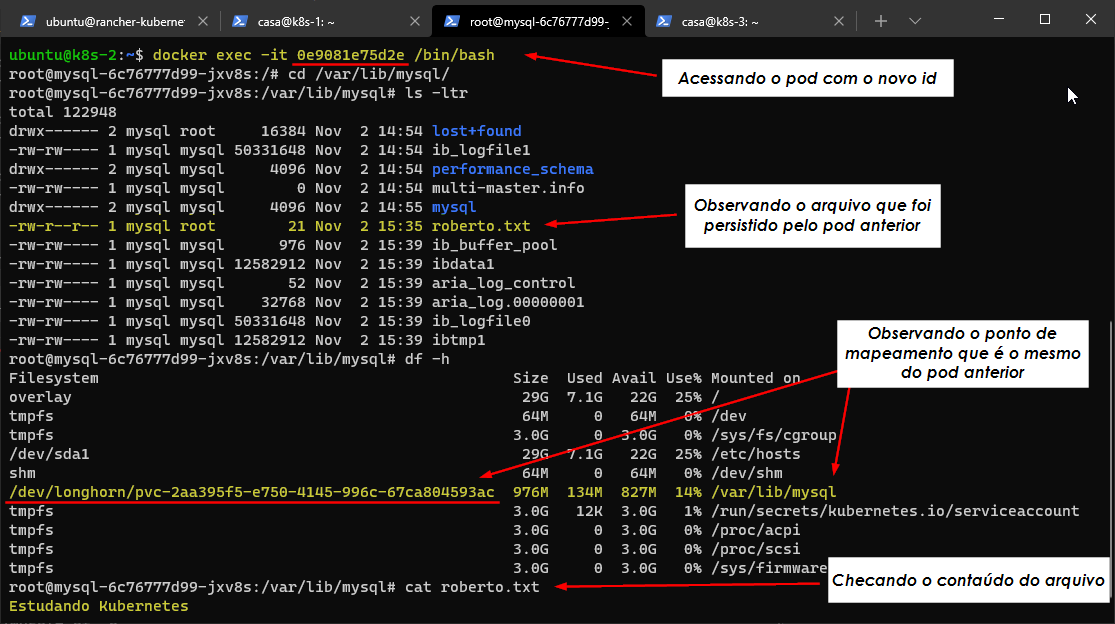 ubuntu@rancher-kubernet
casa@k8s-1: ~
root@mysql-6c76777d99-
casa@k8s-3: ~
ubuntu@k8s-2:~$ docker exec -it 0e9081e75d2e /bin/bash
Acessando o pod com o novo id
root@mysql-6c76777d99-jxv8s:/# cd /var/lib/mysql/
root@mysql-6c76777d99-jxv8s:/var/lib/mysql# ls -ltr
total 122948
drwx------ 2 mysql root 16384 Nov 2 14:54 lost+found
-rw-rw---- 1 mysql mysql 50331648 Nov 2 14:54 ib_logfile1
drwx------ 2 mysql mysql 4096 Nov 2 14:54 performance_schema
-rw-rw---- 1 mysql mysql 0 Nov 2 14:54 multi-master.info
drwx------ 2 mysql mysql 4096 Nov 2 14:55 mysql
Observando o arquivo que foi
persistido pelo pod anterior
-rw-r--r-- 1 mysql root 21 Nov 2 15:35 roberto.txt
-rw-rw---- 1 mysql mysql 976 Nov 2 15:39 ib_buffer_pool
-rw-rw---- 1 mysql mysql 12582912 Nov 2 15:39 ibdata1
-rw-rw---- 1 mysql mysql 52 Nov 2 15:39 aria_log_control
-rw-rw---- 1 mysql mysql 32768 Nov 2 15:39 aria_log.00000001
-rw-rw---- 1 mysql mysql 50331648 Nov 2 15:39 ib_logfile0
-rw-rw---- 1 mysql mysql 12582912 Nov 2 15:39 ibtmp1
Observando o ponto de
mapeamento que é o mesmo
do pod anterior
root@mysql-6c76777d99-jxv8s:/var/lib/mysql# df -h
Filesystem Size Used Avail Use% Mounted on
overlay 29G 7.1G 22G 25% /
tmpfs 64M 0 64M 0% /dev
tmpfs 3.0G 0 3.0G 0% /sys/fs/cgroup
/dev/sda1 29G 7.1G 22G 25% /etc/hosts
shm 64M 0 64M 0% /dev/shm
/dev/longhorn/pvc-2aa395f5-e750-4145-996c-67ca804593ac 976M 134M 827M 14% /var/lib/mysql
tmpfs 3.0G 12K 3.0G 1% /run/secrets/kubernetes.io/serviceaccount
tmpfs 3.0G 0 3.0G 0% /proc/acpi
tmpfs 3.0G 0 3.0G 0% /proc/scsi
tmpfs 3.0G 0 3.0G 0% /sys/firmware
root@mysql-6c76777d99-jxv8s:/var/lib/mysql# cat roberto.txt
Checando o contaúdo do arquivo
Estudando Kubernetes